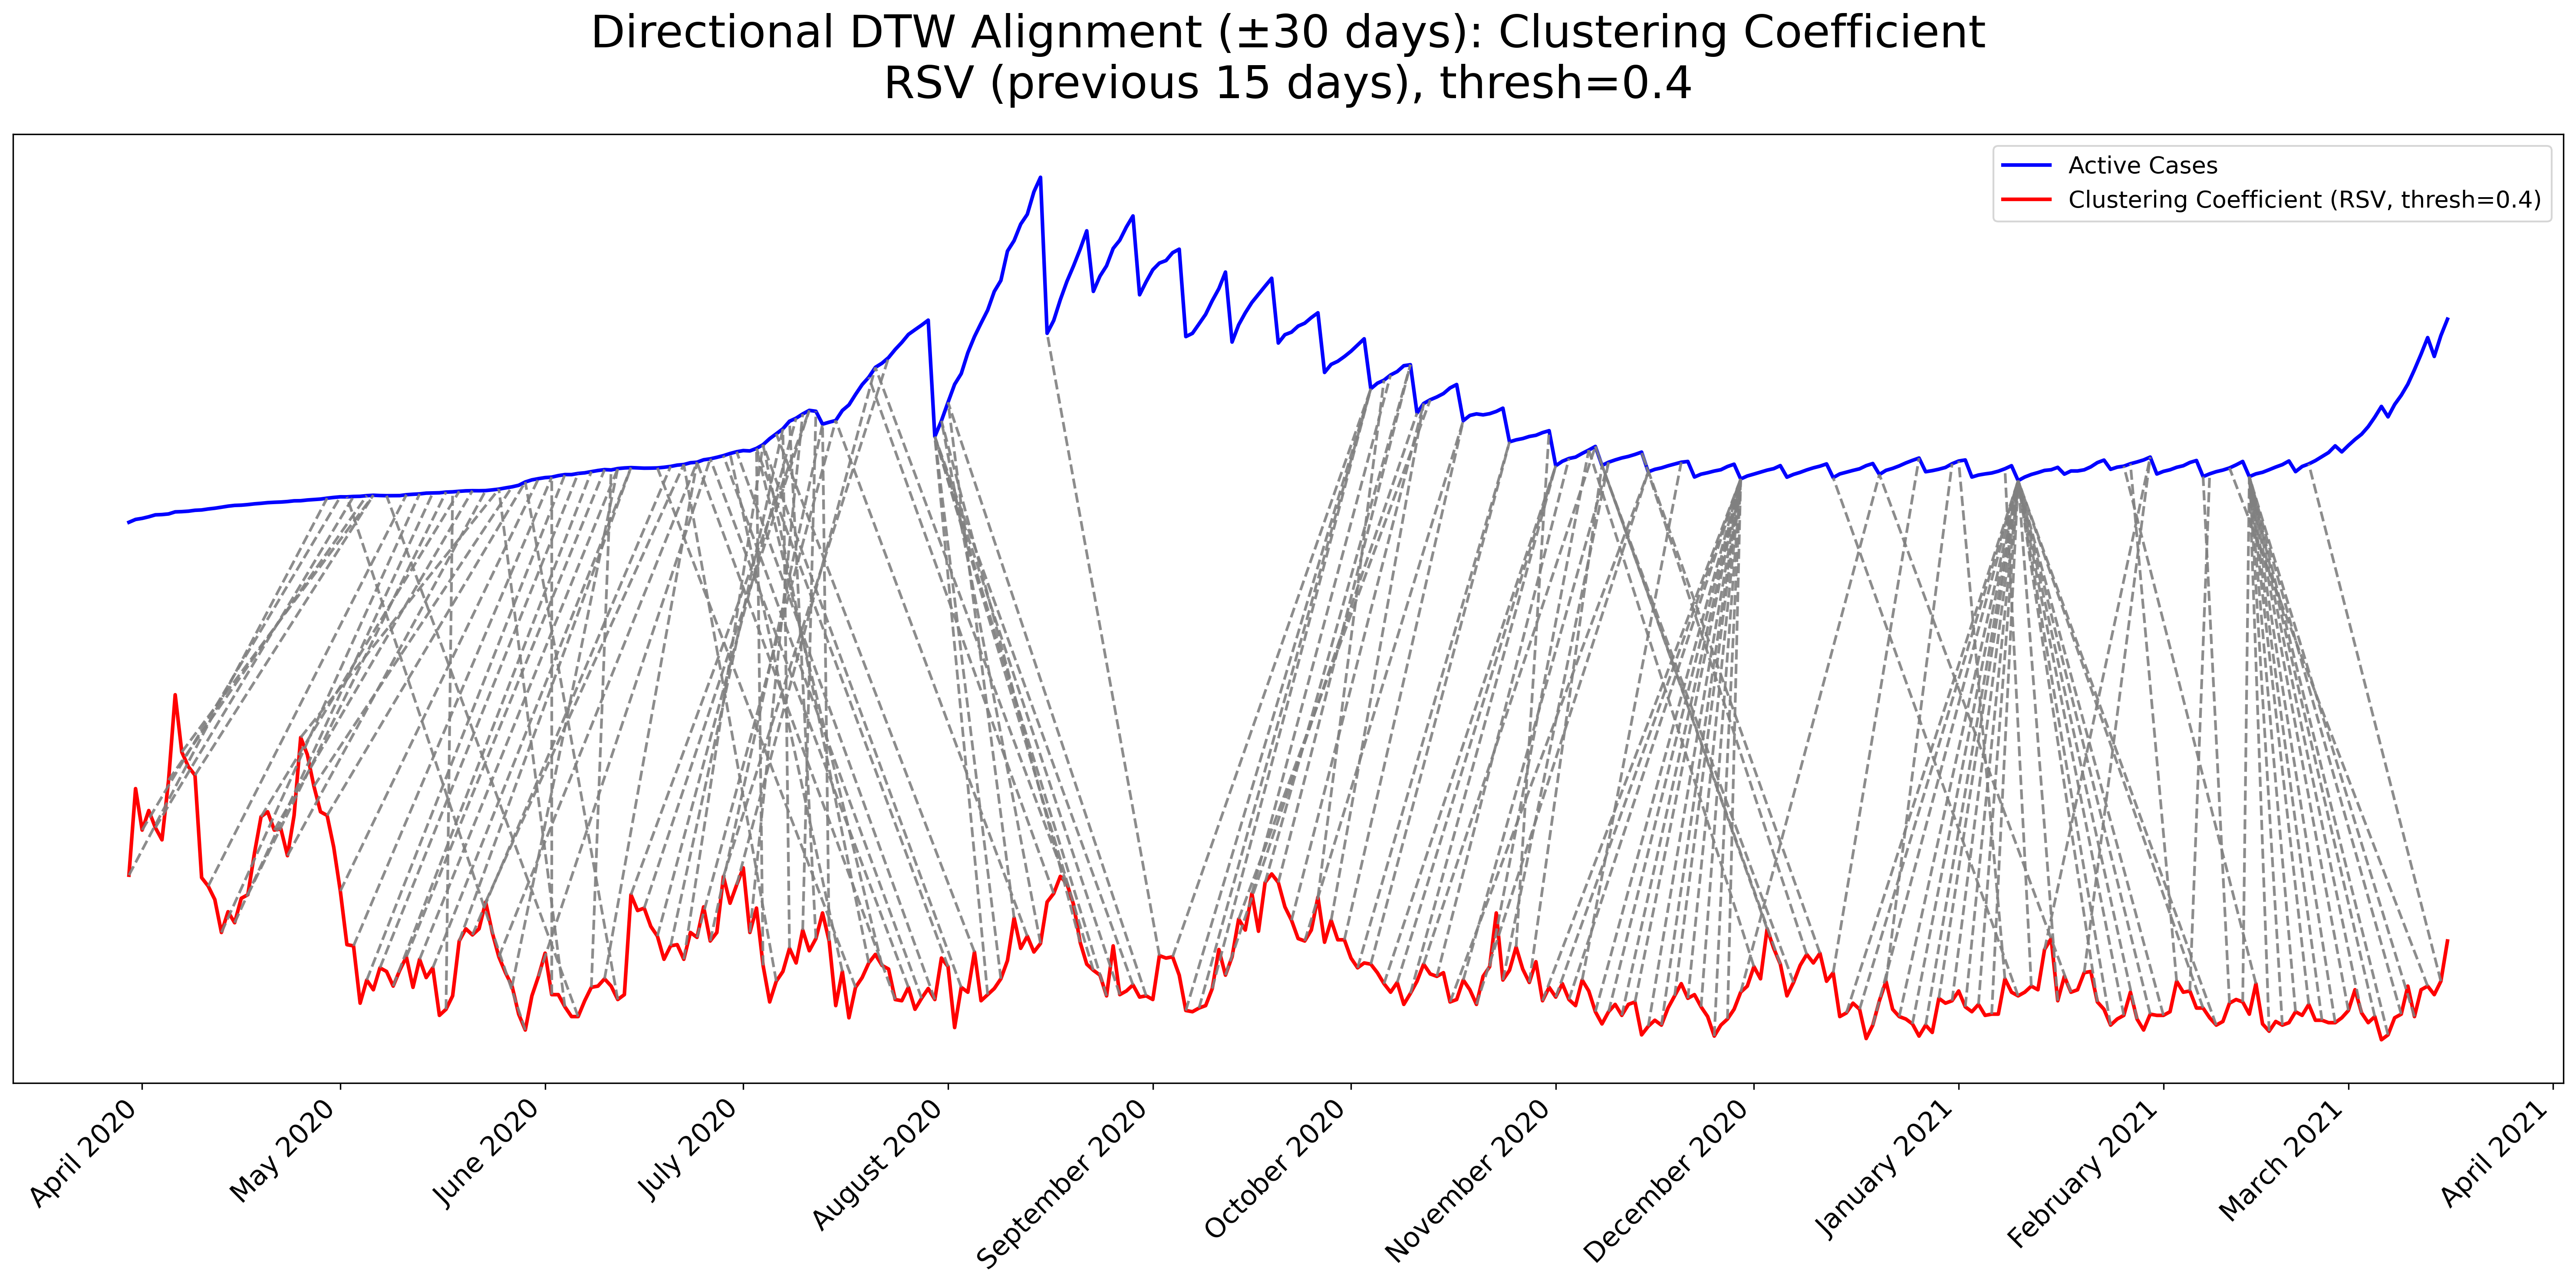 Directional DTW Alignment (±30 days): Clustering Coefficient
RSV (previous 15 days), thresh=0.4
Active Cases
Clustering Coefficient (RSV, thresh=0.4)
April 2020
May 2020
June 2020
July 2020
August 2020
September 2020
October 2020
November 2020
December 2020
January 2021
February 2021
March 2021
April 2021